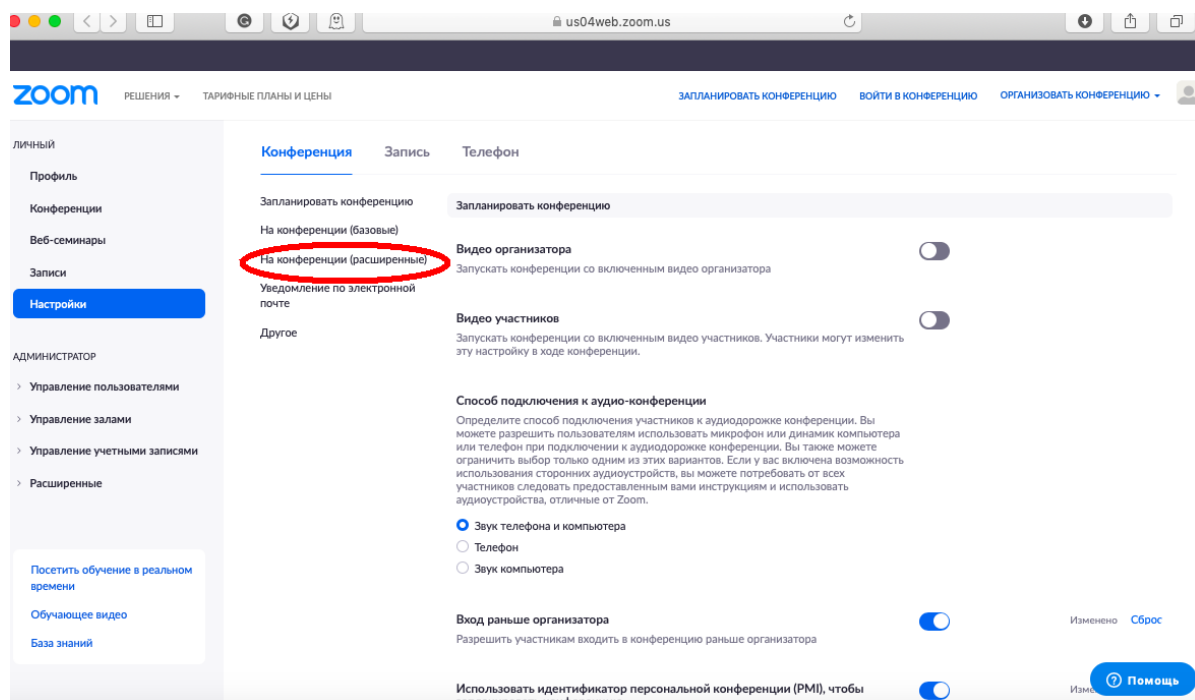 us04web.zoom.us
zoom
РЕШЕНИЯ
ТАРИФНЫЕ ПЛАНЫ И ЦЕНЫ
ЗАПЛАНИРОВАТЬ КОНФЕРЕНЦИЮ
ВОЙТИ В КОНФЕРЕНЦИЮ
ОРГАНИЗОВАТЬ КОНФЕРЕНЦИЮ
ЛИЧНЫЙ
Профиль
Конференции
Веб-семинары
Записи
Настройки
АДМИНИСТРАТОР
Управление пользователями
Управление залами
Управление учетными записями
Расширенные
Посетить обучение в реальном
времени
Обучающее видео
База знаний
Конференция
Запись
Телефон
Запланировать конференцию
На конференции (базовые)
На конференции (расширенные)
Уведомление по электронной
почте
Другое
Запланировать конференцию
Видео организатора
Запускать конференции со включенным видео организатора
Видео участников
Запускать конференции со включенным видео участников. Участники могут изменить
эту настройку в ходе конференции.
Способ подключения к аудио-конференции
Определите способ подключения участников к аудиодорожке конференции. Вы
можете разрешить пользователям использовать микрофон или динамик компьютера
или телефон при подключении к аудиодорожке конференции. Вы также можете
ограничить выбор только одним из этих вариантов. Если у вас включена возможность
использования сторонних аудиоустройств, вы можете потребовать от всех
участников следовать предоставленным вами инструкциям и использовать
аудиоустройства, отличные от Zoom.
Звук телефона и компьютера
Телефон
Звук компьютера
Вход раньше организатора
Изменено Сброс
Разрешить участникам входить в конференцию раньше организатора
Использовать идентификатор персональной конференции (PMI), чтобы
Помощь